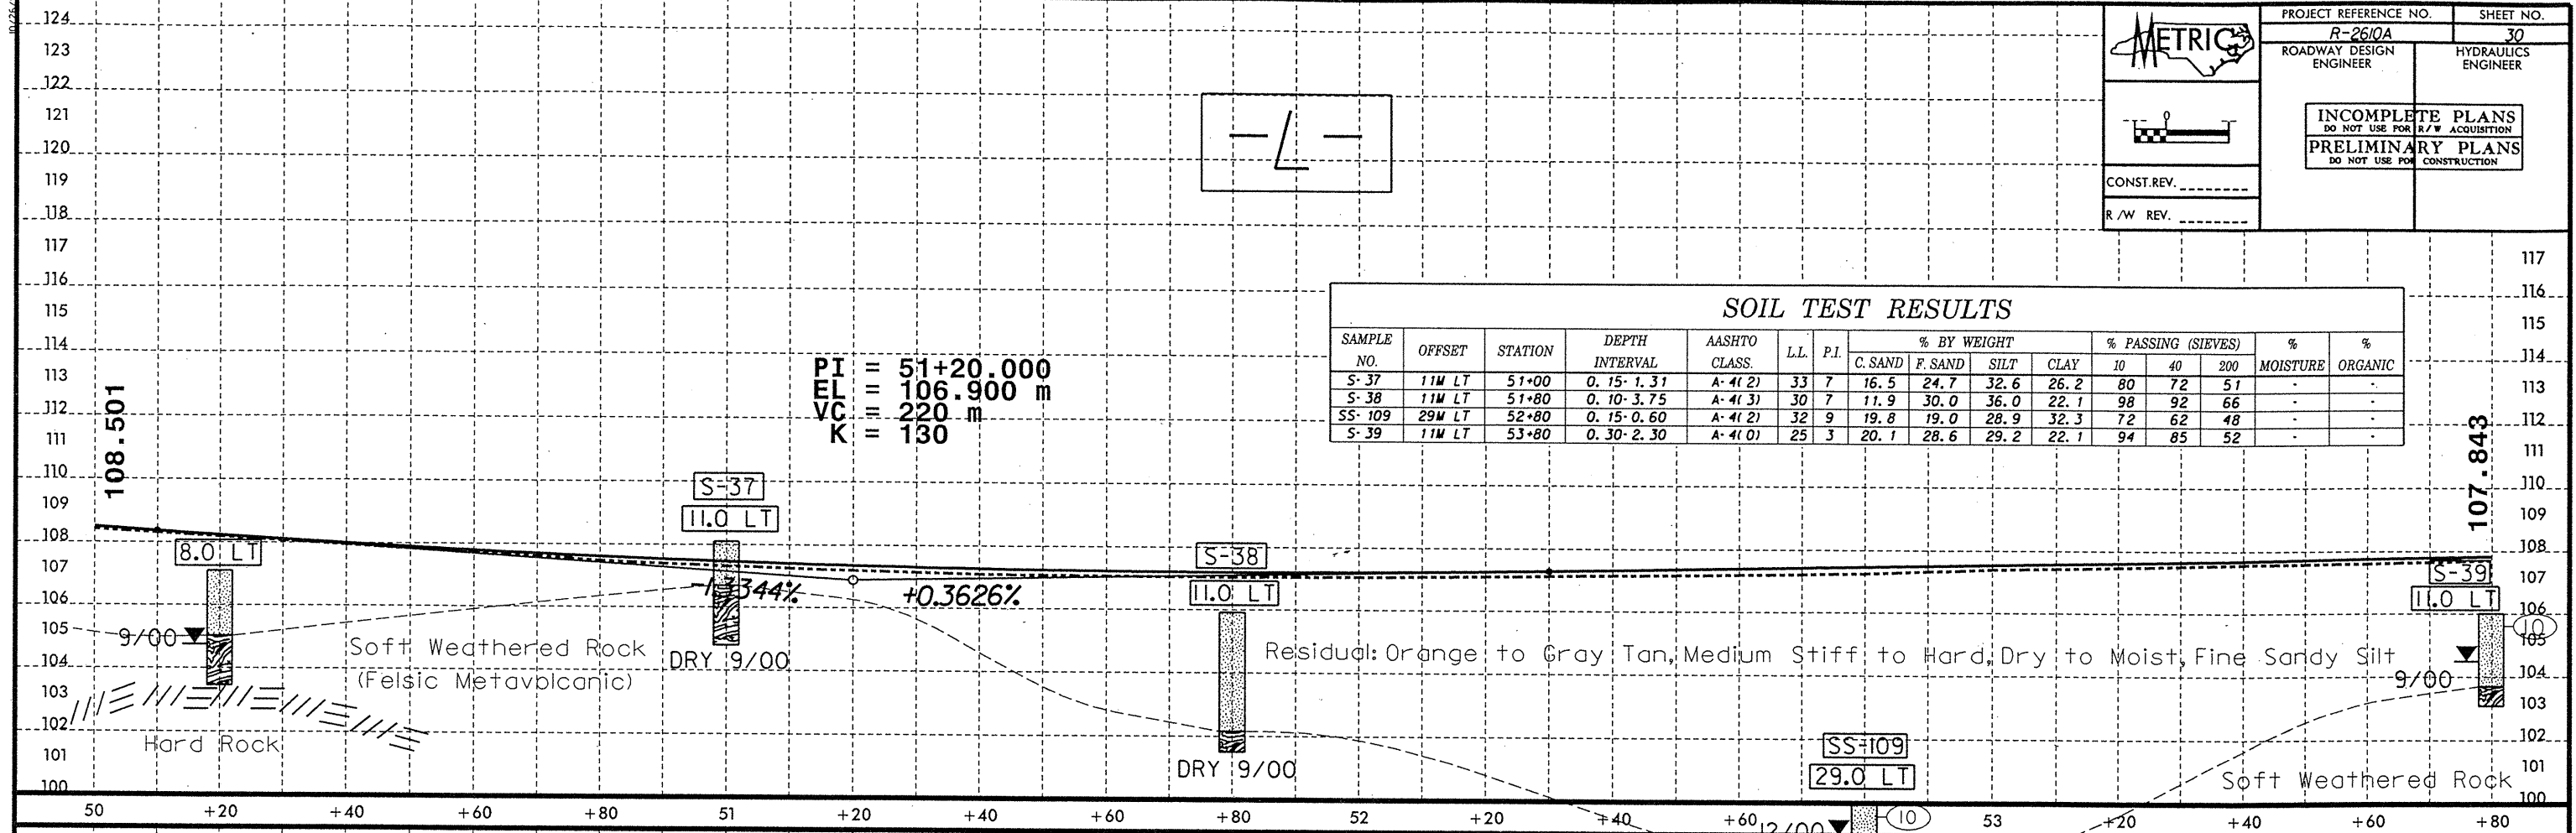 PROJECT REFERENCE NO. SHEET NO.
R-2610A 30
ROADWAY DESIGN ENGINEER HYDRAULICS ENGINEER
METRIC
0
INCOMPLETE PLANS
DO NOT USE FOR R/W ACQUISITION
PRELIMINARY PLANS
DO NOT USE FOR CONSTRUCTION
CONST.REV.
R/W REV.
-L-
124
123
122
121
120
119
118
117
116
115
114
113
112
111
110
109
108
107
106
105
104
103
102
101
100
SOIL TEST RESULTS
SAMPLE NO. OFFSET STATION DEPTH INTERVAL AASHTO CLASS. L.L. P.I. % BY WEIGHT % PASSING (SIEVES) % MOISTURE % ORGANIC
C. SAND F. SAND SILT CLAY 10 40 200
S-37 11M LT 51+00 0.15-1.31 A-4(2) 33 7 16.5 24.7 32.6 26.2 80 72 51 - -
S-38 11M LT 51+80 0.10-3.75 A-4(3) 30 7 11.9 30.0 36.0 22.1 98 92 66 - -
SS-109 29M LT 52+80 0.15-0.60 A-4(2) 32 9 19.8 19.0 28.9 32.3 72 62 48 - -
S-39 11M LT 53+80 0.30-2.30 A-4(0) 25 3 20.1 28.6 29.2 22.1 94 85 52 - -
PI = 51+20.000
EL = 106.900 m
VC = 220 m
K = 130
108.501
107.843
8.0 LT
9/00
S-37
11.0 LT
-1.3344%
+0.3626%
DRY 9/00
Soft Weathered Rock
(Felsic Metavolcanic)
Hard Rock
S-38
11.0 LT
DRY 9/00
Residual: Orange to Gray Tan, Medium Stiff to Hard, Dry to Moist, Fine Sandy Silt
SS-109
29.0 LT
12/00
10
S-39
11.0 LT
10
9/00
Soft Weathered Rock
117
116
115
114
113
112
111
110
109
108
107
106
105
104
103
102
101
100
50 +20 +40 +60 +80 51 +20 +40 +60 +80 52 +20 +40 +60 53 +20 +40 +60 +80